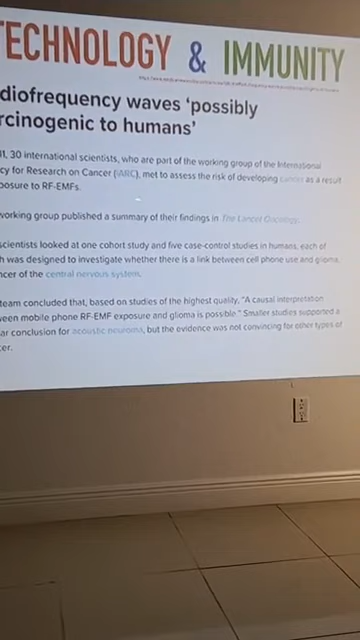 TECHNOLOGY & IMMUNITY
diofrequency waves ‘possibly
rcinogenic to humans’
11, 30 international scientists, who are part of the working group of the International
cy for Research on Cancer (IARC), met to assess the risk of developing cancer as a result
posure to RF-EMFs.
working group published a summary of their findings in The Lancet Oncology.
scientists looked at one cohort study and five case-control studies in humans, each of
h was designed to investigate whether there is a link between cell phone use and glioma,
ncer of the central nervous system.
team concluded that, based on studies of the highest quality, “A causal interpretation
ween mobile phone RF-EMF exposure and glioma is possible.” Smaller studies supported a
ar conclusion for acoustic neuroma, but the evidence was not convincing for other types of
cer.